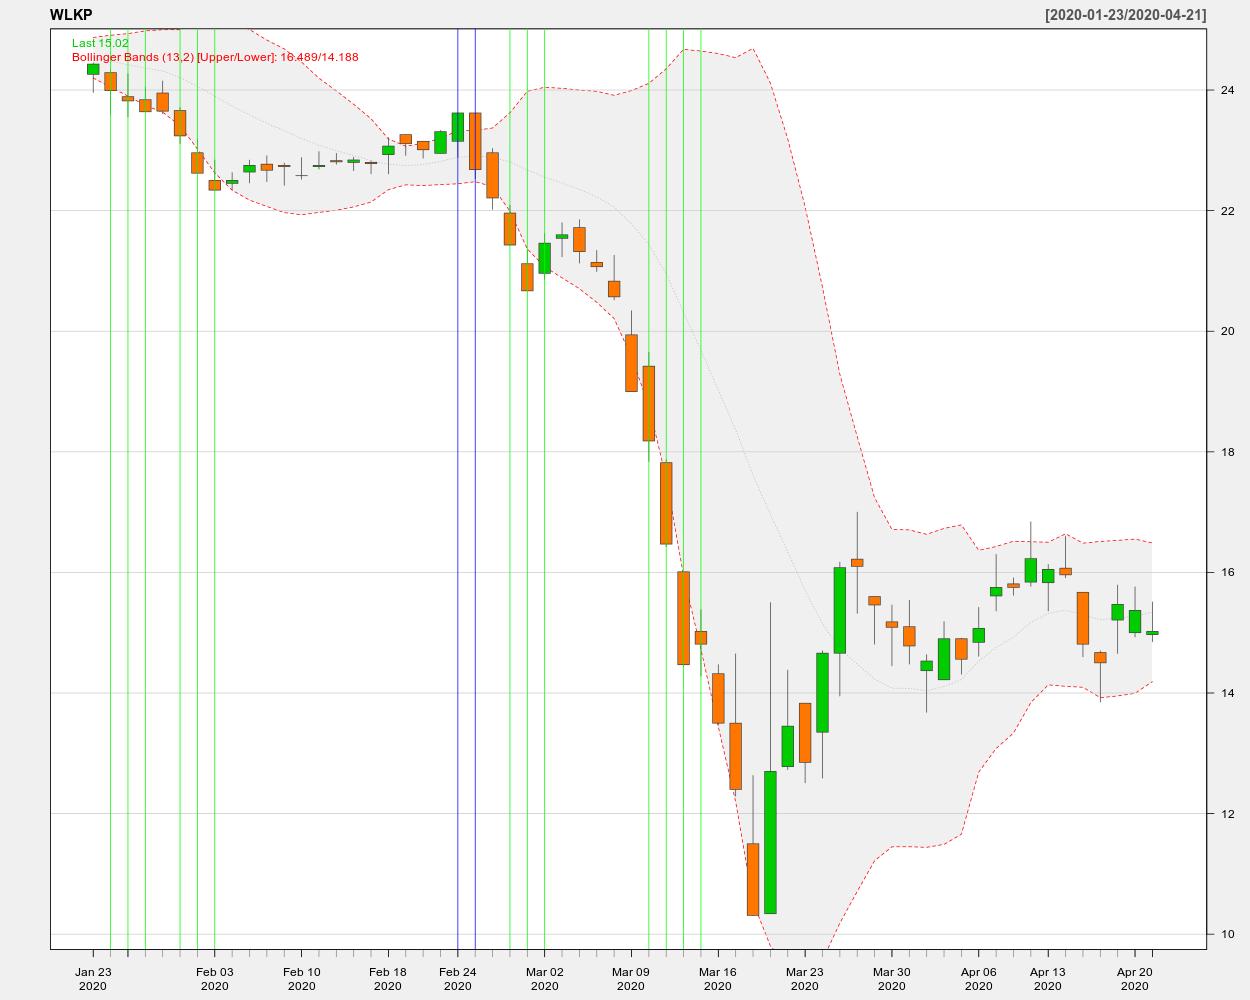 WLKP [2020-01-23/2020-04-21]
Last 15.02
Bollinger Bands (13,2) [Upper/Lower]: 16.489/14.188
24
22
20
18
16
14
12
10
Jan 23 Feb 03 Feb 10 Feb 18 Feb 24 Mar 02 Mar 09 Mar 16 Mar 23 Mar 30 Apr 06 Apr 13 Apr 20
2020 2020 2020 2020 2020 2020 2020 2020 2020 2020 2020 2020 2020